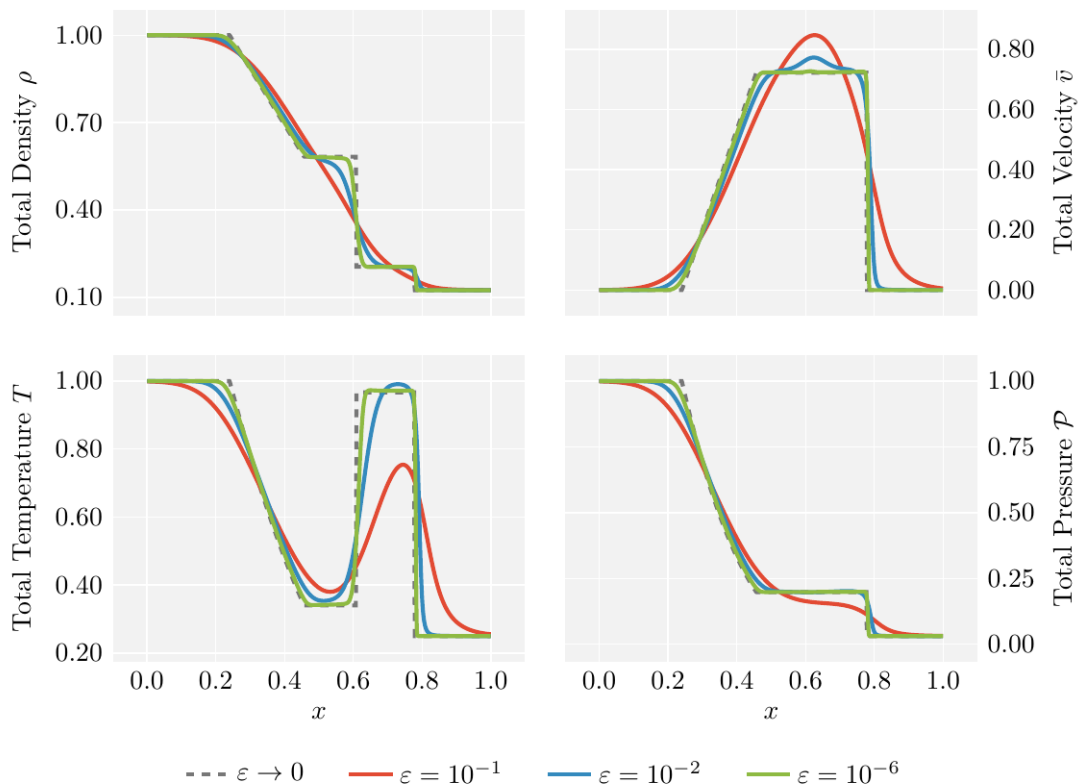 Total Density ρ
1.00
0.70
0.40
0.10
Total Velocity v̄
0.80
0.60
0.40
0.20
0.00
Total Temperature T
1.00
0.80
0.60
0.40
0.20
0.0 0.2 0.4 0.6 0.8 1.0
x
Total Pressure 𝒫
1.00
0.75
0.50
0.25
0.00
0.0 0.2 0.4 0.6 0.8 1.0
x
ε → 0 ε = 10⁻¹ ε = 10⁻² ε = 10⁻⁶